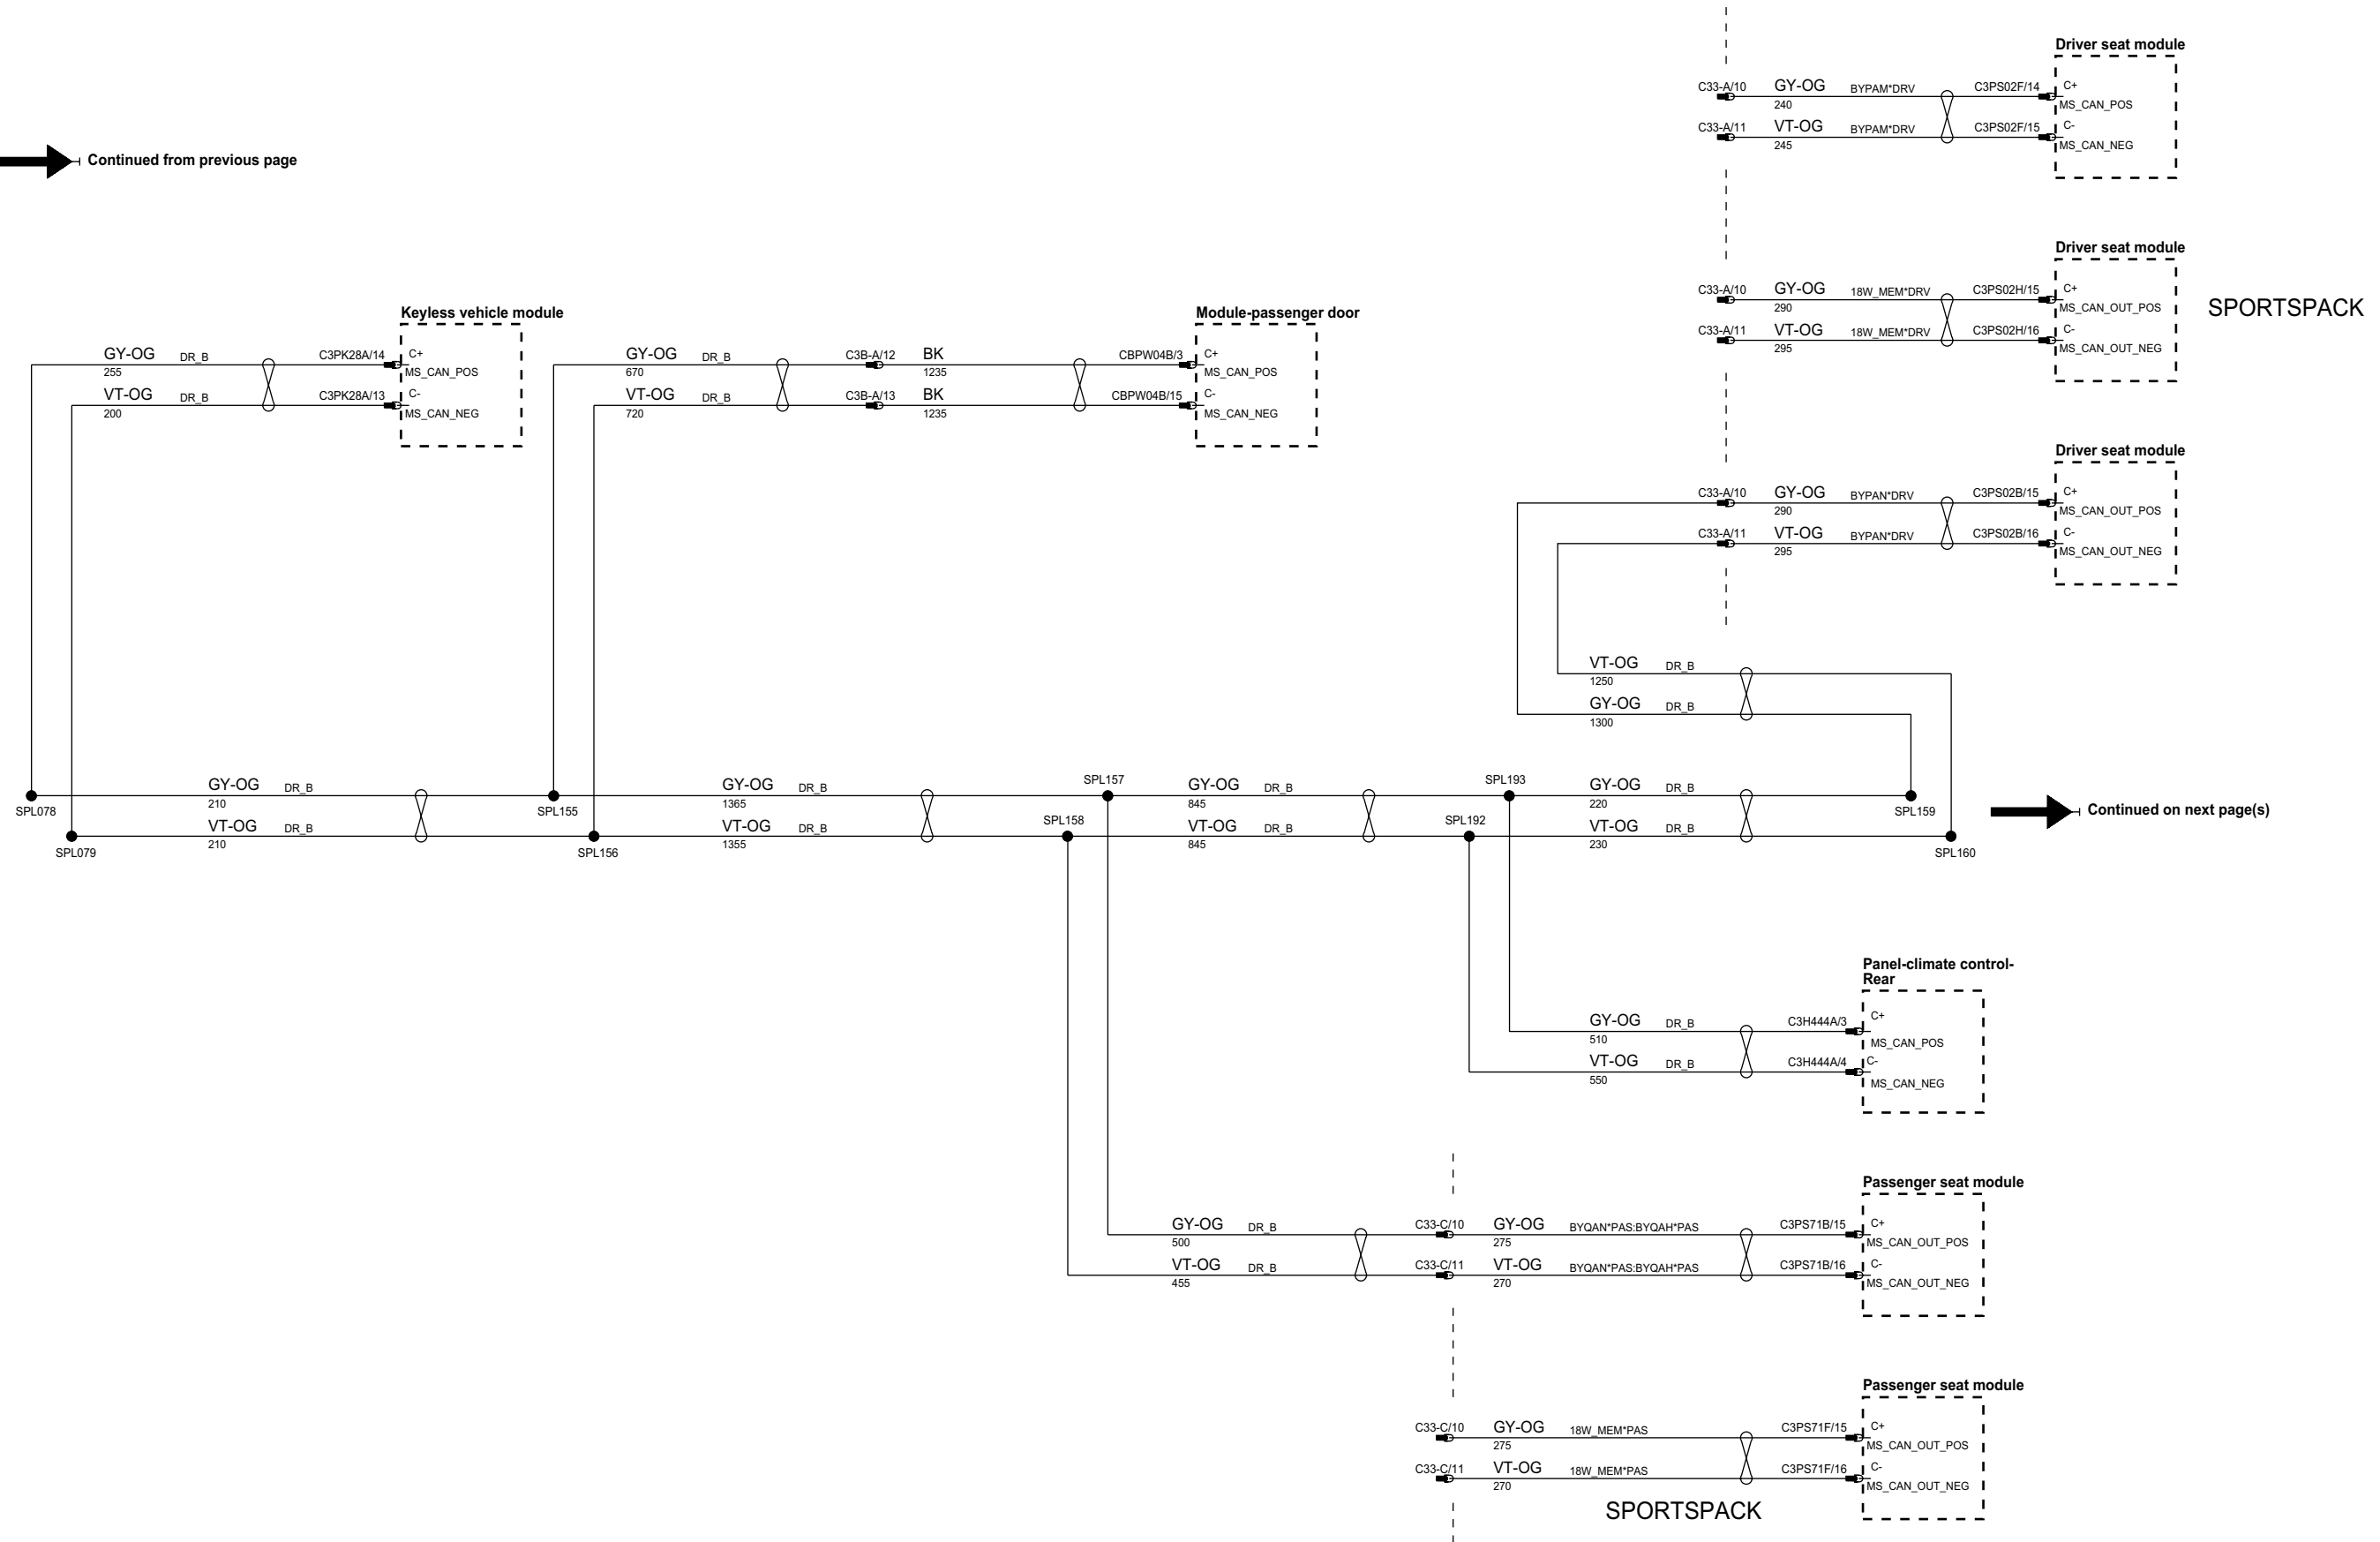 Continued from previous page
Driver seat module
C33-A/10 GY-OG BYPAM*DRV C3PS02F/14 C+
240 MS_CAN_POS
C33-A/11 VT-OG BYPAM*DRV C3PS02F/15 C-
245 MS_CAN_NEG
Driver seat module
C33-A/10 GY-OG 18W_MEM*DRV C3PS02H/15 C+
290 MS_CAN_OUT_POS
C33-A/11 VT-OG 18W_MEM*DRV C3PS02H/16 C-
295 MS_CAN_OUT_NEG
SPORTSPACK
Keyless vehicle module
GY-OG DR_B C3PK28A/14 C+
255 MS_CAN_POS
VT-OG DR_B C3PK28A/13 C-
200 MS_CAN_NEG
Module-passenger door
GY-OG DR_B C3B-A/12 BK CBPW04B/3 C+
670 1235 MS_CAN_POS
VT-OG DR_B C3B-A/13 BK CBPW04B/15 C-
720 1235 MS_CAN_NEG
Driver seat module
C33-A/10 GY-OG BYPAN*DRV C3PS02B/15 C+
290 MS_CAN_OUT_POS
C33-A/11 VT-OG BYPAN*DRV C3PS02B/16 C-
295 MS_CAN_OUT_NEG
VT-OG DR_B
1250
GY-OG DR_B
1300
SPL157 SPL193
GY-OG DR_B GY-OG DR_B GY-OG DR_B GY-OG DR_B
210 1365 845 220
SPL078 SPL155 SPL159
Continued on next page(s)
SPL158 SPL192
VT-OG DR_B VT-OG DR_B VT-OG DR_B VT-OG DR_B
210 1355 845 230
SPL079 SPL156 SPL160
Panel-climate control-
Rear
GY-OG DR_B C3H444A/3 C+
510 MS_CAN_POS
VT-OG DR_B C3H444A/4 C-
550 MS_CAN_NEG
Passenger seat module
GY-OG DR_B C33-C/10 GY-OG BYQAN*PAS:BYQAH*PAS C3PS71B/15 C+
500 275 MS_CAN_OUT_POS
VT-OG DR_B C33-C/11 VT-OG BYQAN*PAS:BYQAH*PAS C3PS71B/16 C-
455 270 MS_CAN_OUT_NEG
Passenger seat module
C33-C/10 GY-OG 18W_MEM*PAS C3PS71F/15 C+
275 MS_CAN_OUT_POS
C33-C/11 VT-OG 18W_MEM*PAS C3PS71F/16 C-
270 MS_CAN_OUT_NEG
SPORTSPACK